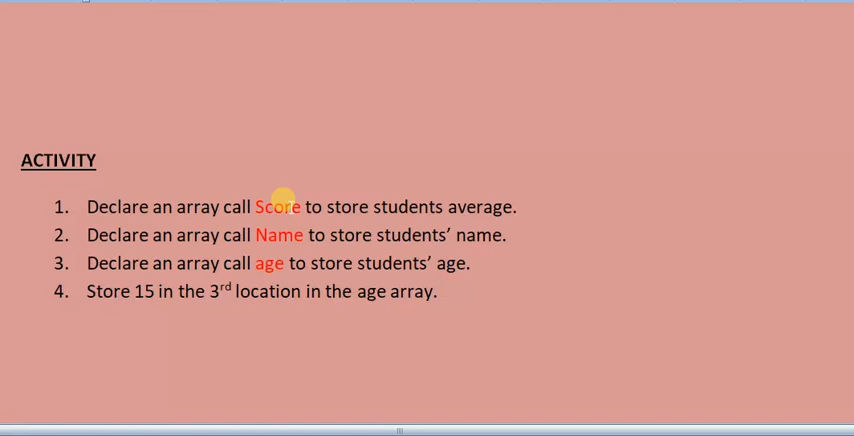 ACTIVITY
1. Declare an array call Score to store students average.
2. Declare an array call Name to store students’ name.
3. Declare an array call age to store students’ age.
4. Store 15 in the 3rd location in the age array.